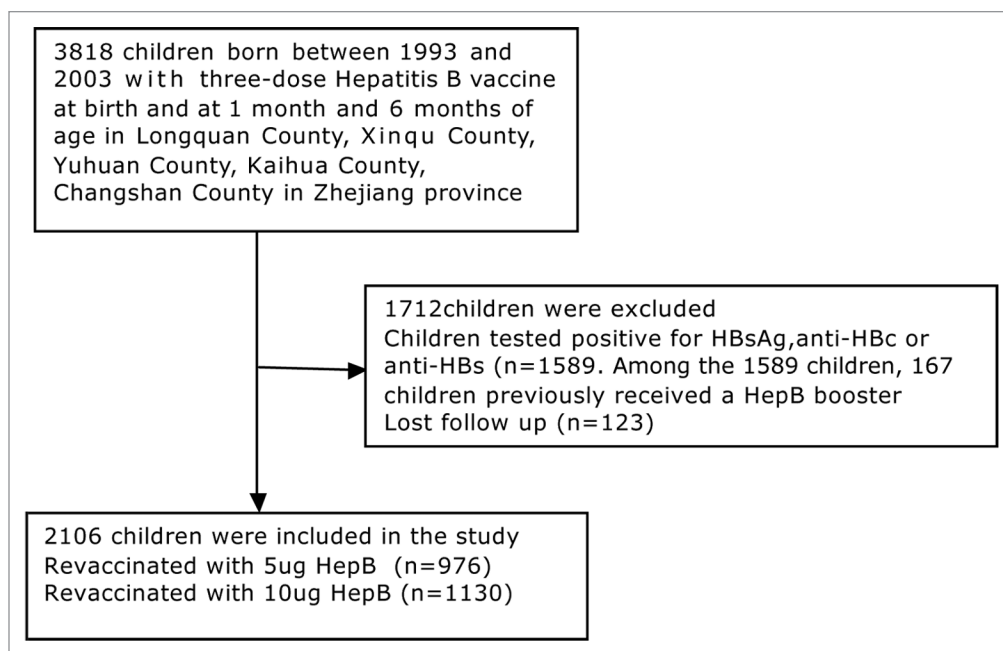 3818 children born between 1993 and
2003 with three-dose Hepatitis B vaccine
at birth and at 1 month and 6 months of
age in Longquan County, Xinqu County,
Yuhuan County, Kaihua County,
Changshan County in Zhejiang province
1712children were excluded
Children tested positive for HBsAg,anti-HBc or
anti-HBs (n=1589. Among the 1589 children, 167
children previously received a HepB booster
Lost follow up (n=123)
2106 children were included in the study
Revaccinated with 5ug HepB (n=976)
Revaccinated with 10ug HepB (n=1130)